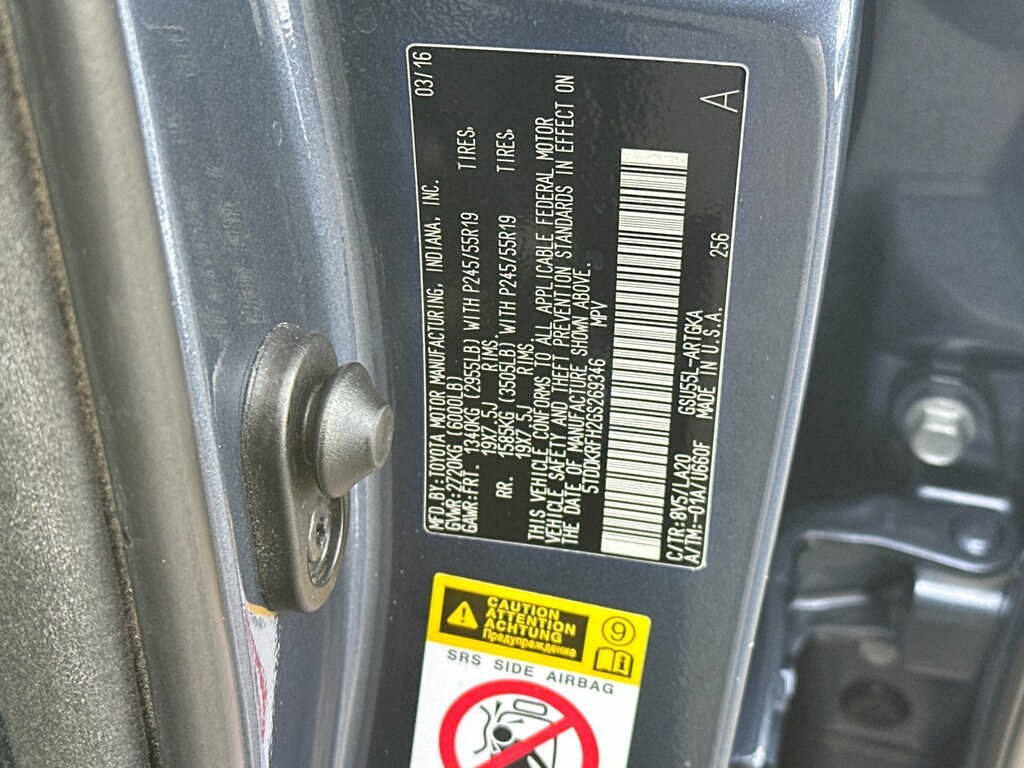 MFD.BY:TOYOTA MOTOR MANUFACTURING, INDIANA, INC. 03/16
GVWR:2720KG (6000LB)
GAWR:FRT. 1340KG (2955LB) WITH P245/55R19 TIRES,
19X7.5J RIMS,
RR. 1585KG (3505LB) WITH P245/55R19 TIRES,
19X7.5J RIMS.
THIS VEHICLE CONFORMS TO ALL APPLICABLE FEDERAL MOTOR
VEHICLE SAFETY AND THEFT PREVENTION STANDARDS IN EFFECT ON
THE DATE OF MANUFACTURE SHOWN ABOVE.
5TDDKRFH2GS269346 MPV
C/TR:8V5/LA20 GSU55L-ARTGKA 256
A/TM:-01A/U660F MADE IN U.S.A.
A
CAUTION
ATTENTION
ACHTUNG
Предупреждение
9
SRS SIDE AIRBAG